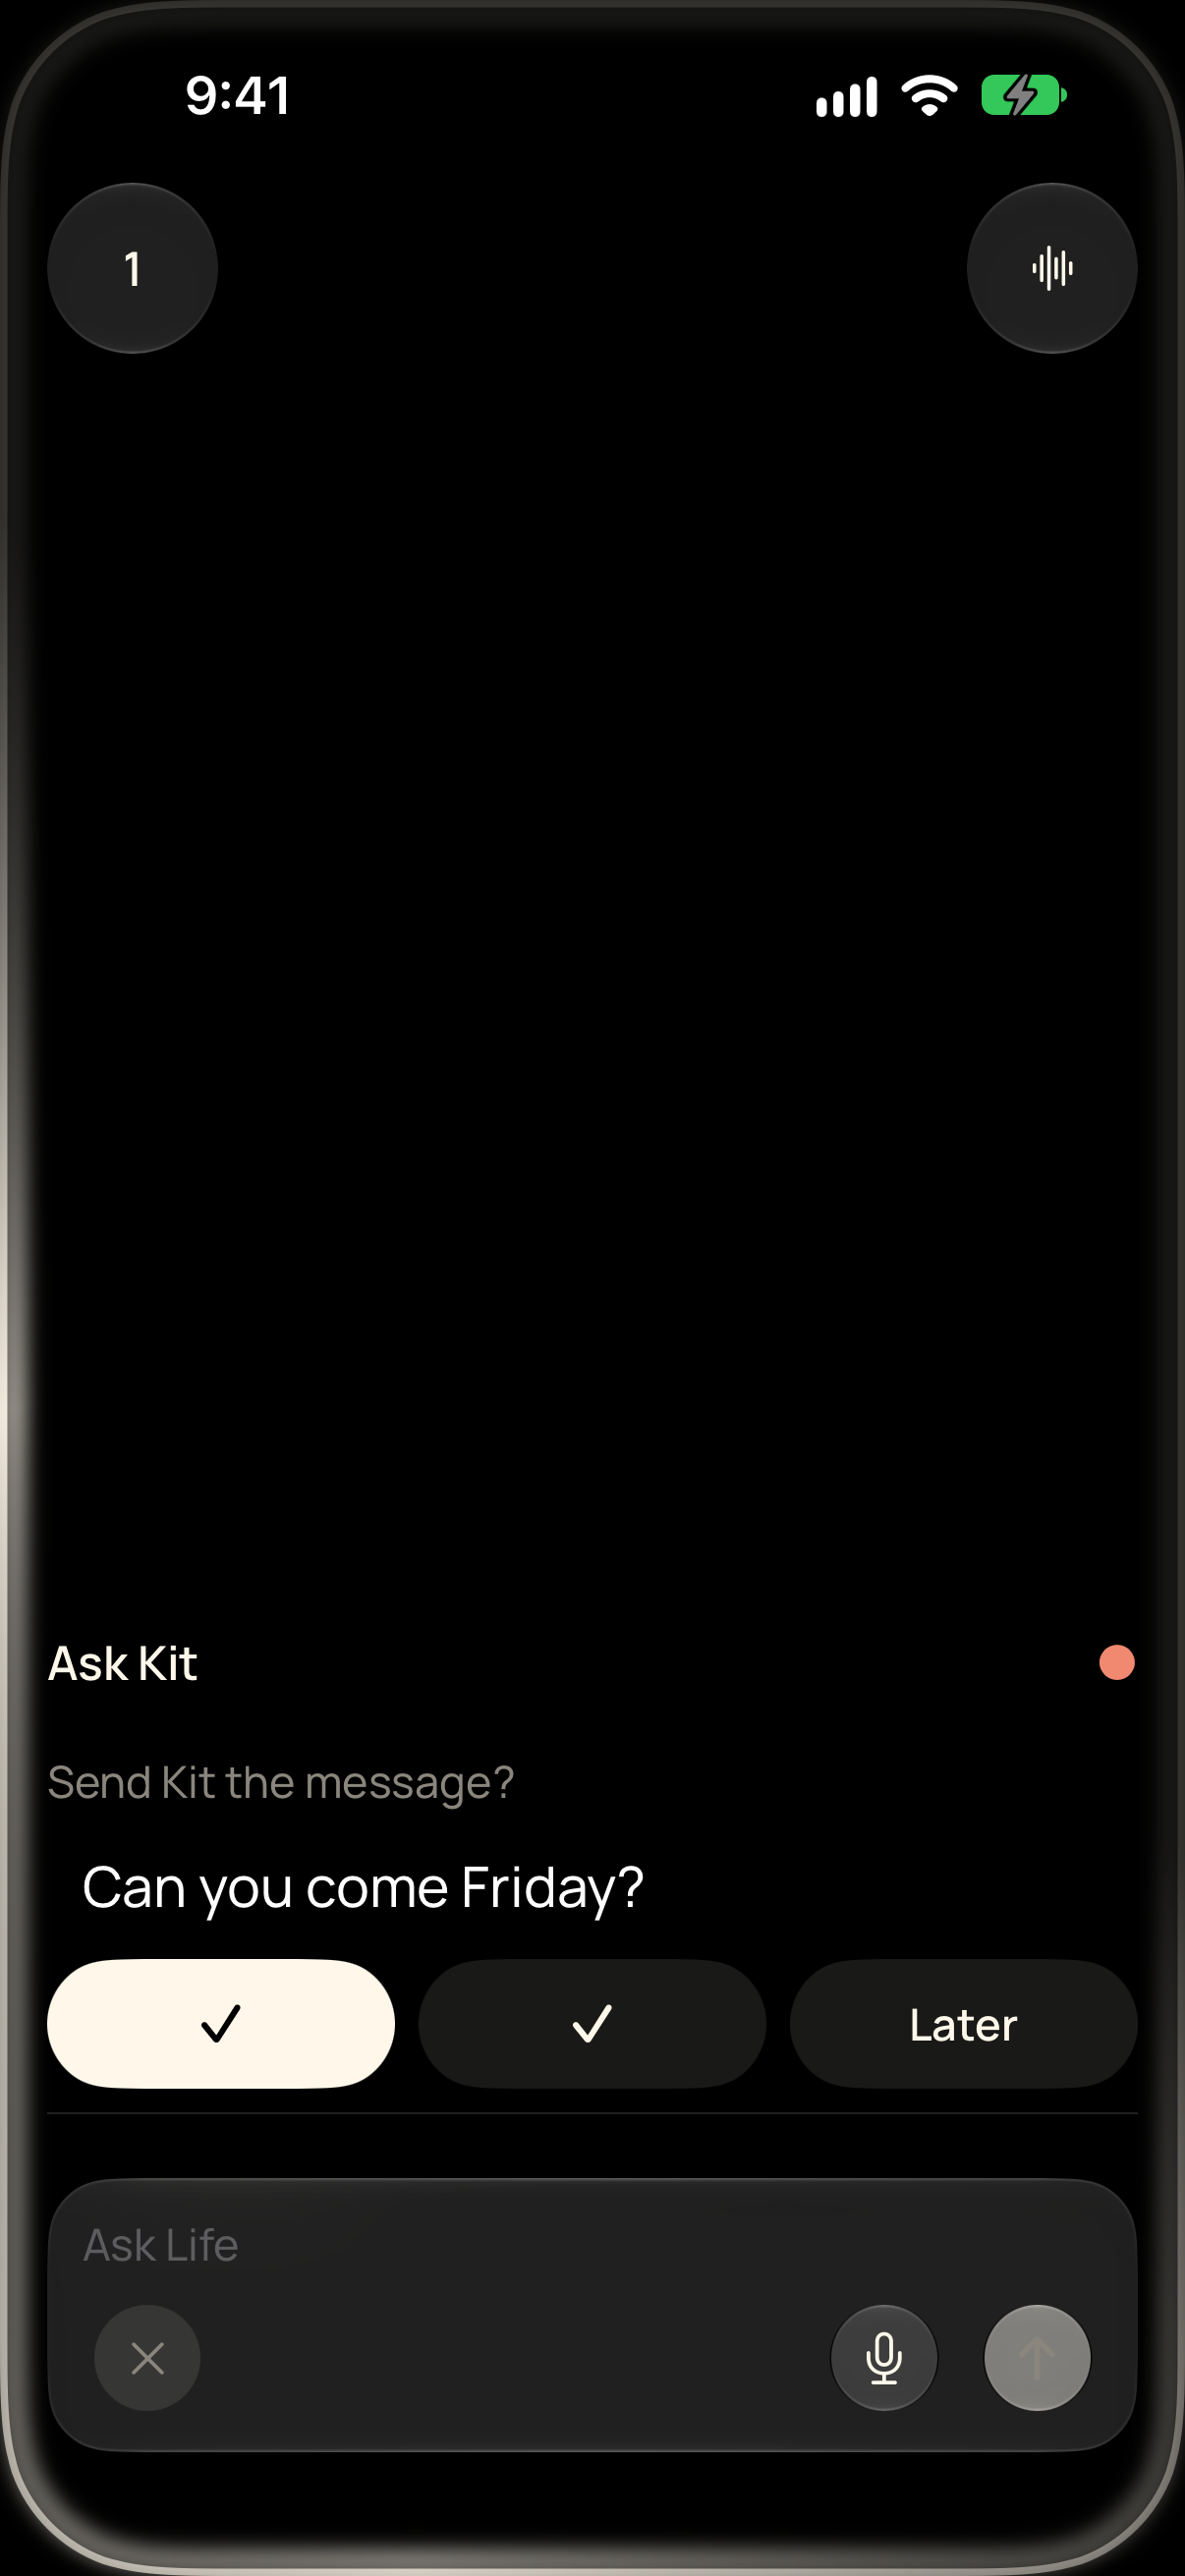 9:41
1
Ask Kit
Send Kit the message?
Can you come Friday?
Later
Ask Life